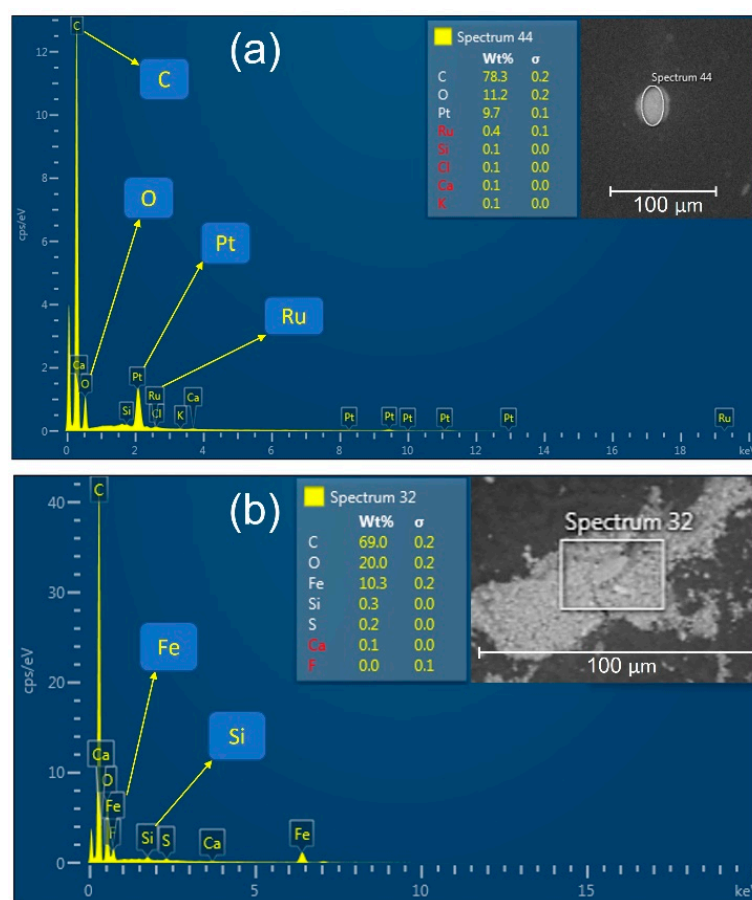 (a)
Spectrum 44
Wt% σ
C 78.3 0.2
O 11.2 0.2
Pt 9.7 0.1
Ru 0.4 0.1
Si 0.1 0.0
Cl 0.1 0.0
Ca 0.1 0.0
K 0.1 0.0
Spectrum 44
100 μm
C
C
O
Pt
Ru
cps/eV
12
10
8
6
4
2
0
Ca
O
Si
Pt
Ru
Cl
K
Ca
Pt
Pt
Pt
Pt
Pt
Ru
0 2 4 6 8 10 12 14 16 18 keV
(b)
Spectrum 32
Wt% σ
C 69.0 0.2
O 20.0 0.2
Fe 10.3 0.2
Si 0.3 0.0
S 0.2 0.0
Ca 0.1 0.0
F 0.0 0.1
Spectrum 32
100 μm
C
Fe
Si
cps/eV
40
30
20
10
0
Ca
O
Fe
F
Si
S
Ca
Fe
0 5 10 15 keV